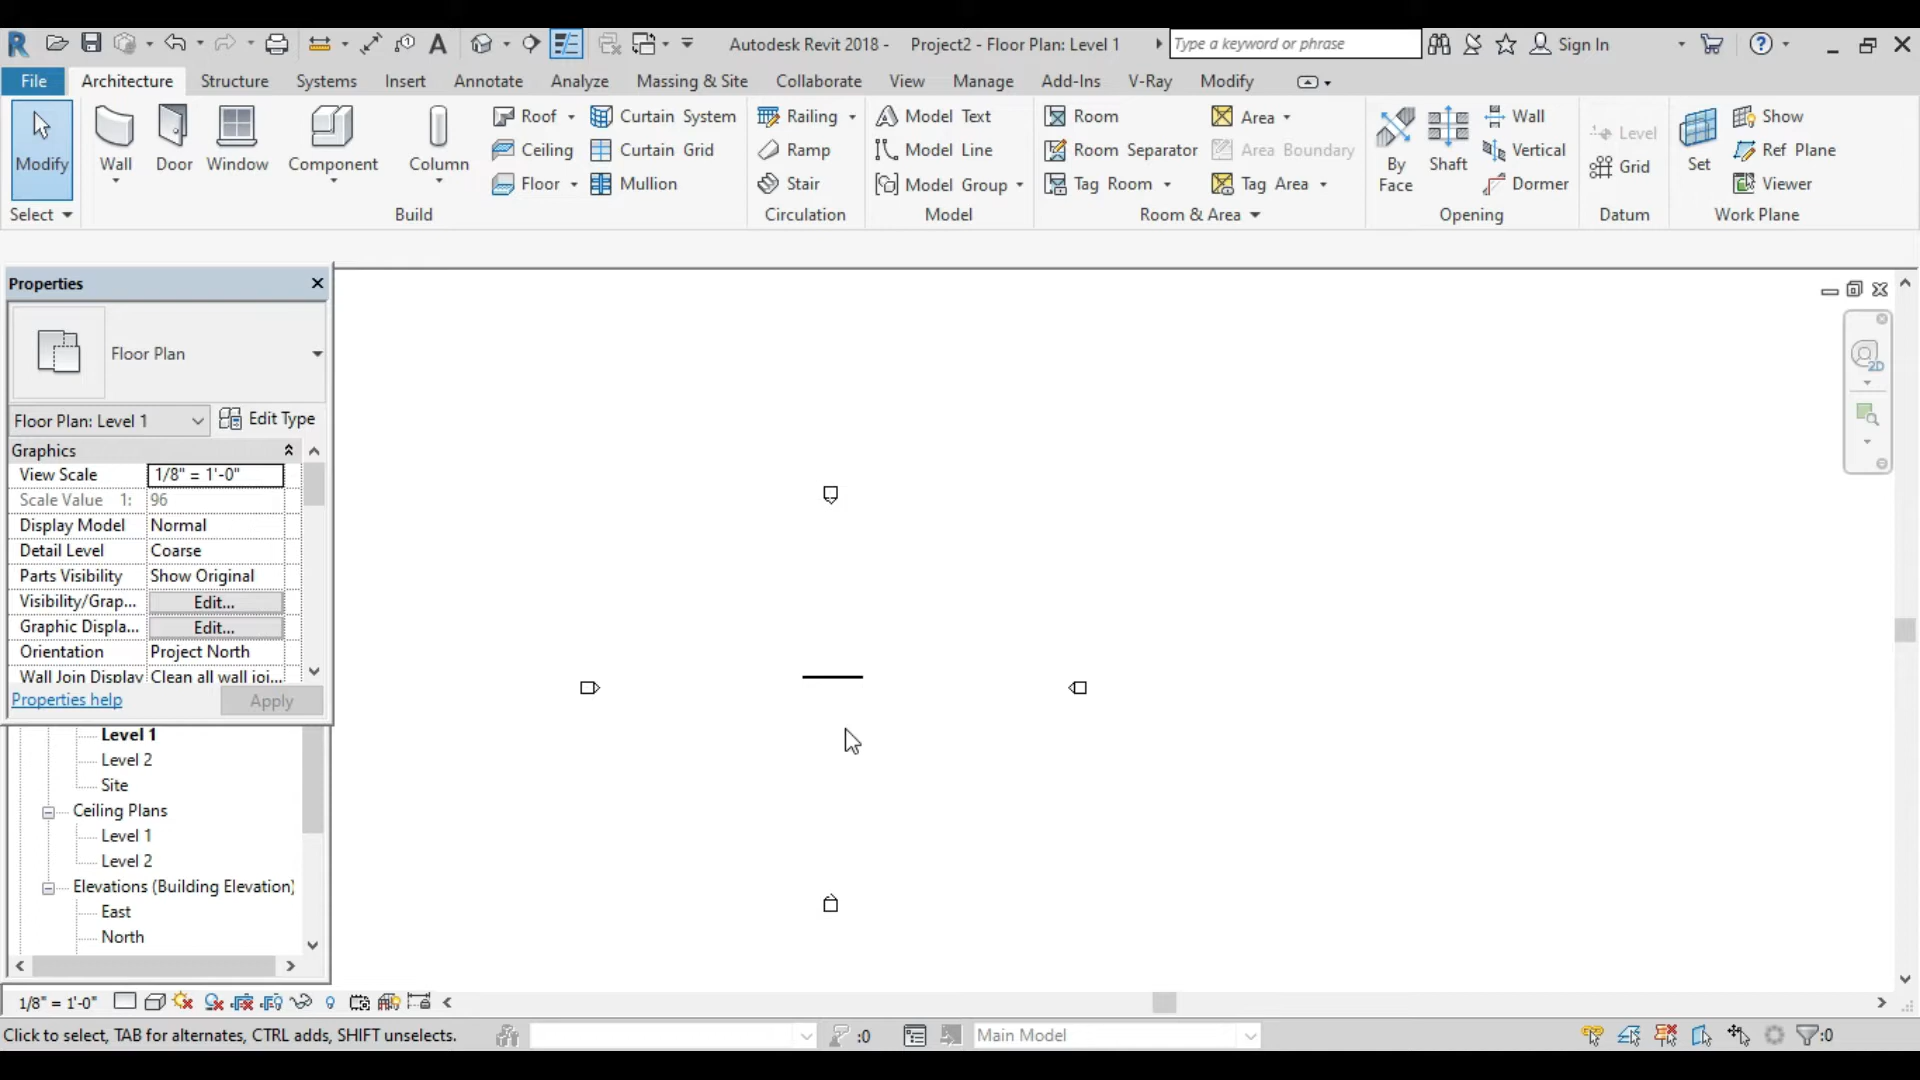 Autodesk Revit 2018 - Project2 - Floor Plan: Level 1
Type a keyword or phrase
Sign In
File Architecture Structure Systems Insert Annotate Analyze Massing & Site Collaborate View Manage Add-Ins V-Ray Modify
Modify
Wall
Door
Window
Component
Column
Roof
Ceiling
Floor
Curtain System
Curtain Grid
Mullion
Railing
Ramp
Stair
Model Text
Model Line
Model Group
Room
Room Separator
Tag Room
Area
Area Boundary
Tag Area
By Face
Shaft
Wall
Vertical
Dormer
Level
Grid
Set
Show
Ref Plane
Viewer
Select Build Circulation Model Room & Area Opening Datum Work Plane
Properties
Floor Plan
Floor Plan: Level 1 Edit Type
Graphics
View Scale 1/8" = 1'-0"
Scale Value 1: 96
Display Model Normal
Detail Level Coarse
Parts Visibility Show Original
Visibility/Grap... Edit...
Graphic Displa... Edit...
Orientation Project North
Wall Join Display Clean all wall joi...
Properties help Apply
Level 1
Level 2
Site
Ceiling Plans
Level 1
Level 2
Elevations (Building Elevation)
East
North
2D
1/8" = 1'-0"
Click to select, TAB for alternates, CTRL adds, SHIFT unselects. :0 Main Model :0